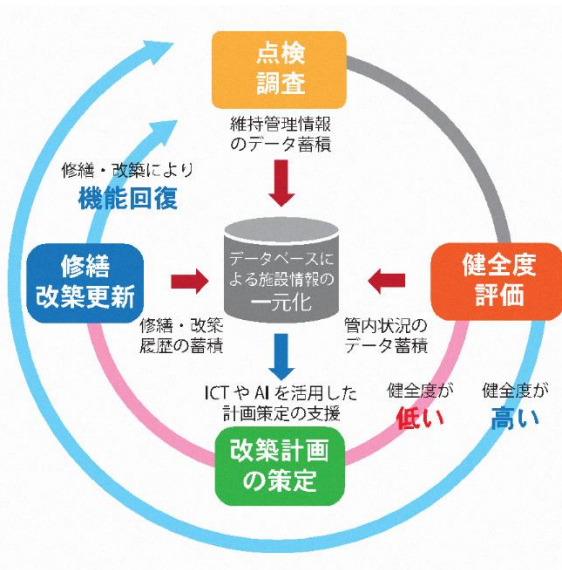 点検
調査
維持管理情報
のデータ蓄積
修繕・改築により
機能回復
修繕
改築更新
データベースに
よる施設情報の
一元化
健全度
評価
修繕・改築
履歴の蓄積
管内状況の
データ蓄積
ICTやAIを活用した
計画策定の支援
健全度が
低い
健全度が
高い
改築計画
の策定